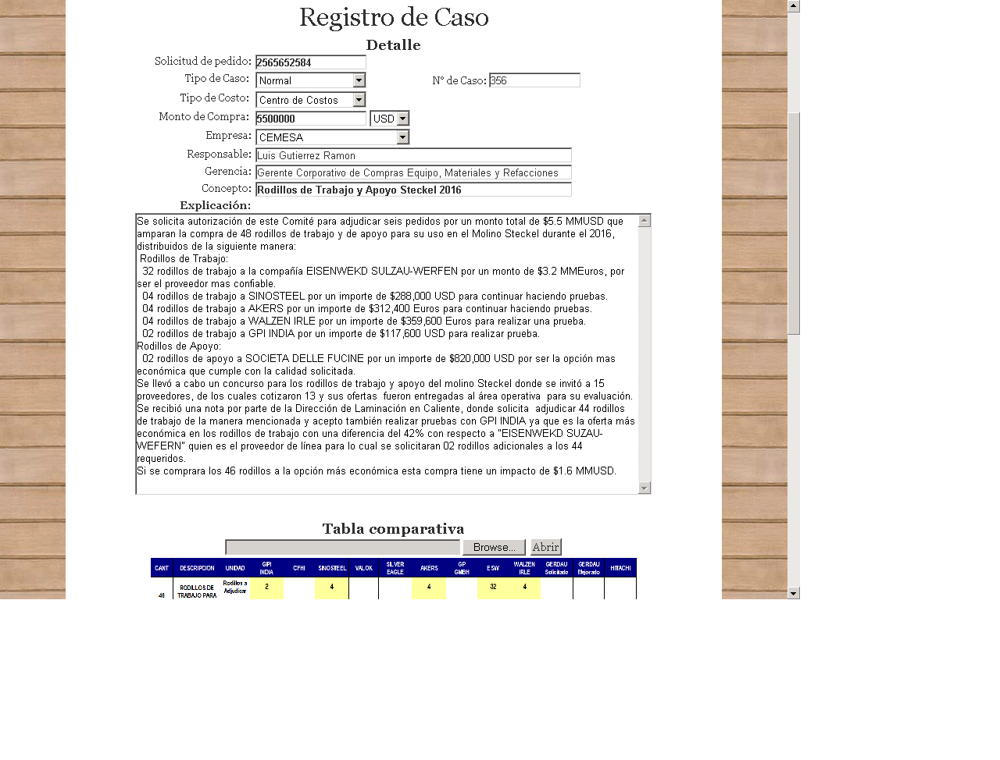 Registro de Caso
Detalle
Solicitud de pedido: 2565652584
Tipo de Caso: Normal N° de Caso: 356
Tipo de Costo: Centro de Costos
Monto de Compra: 5500000 USD
Empresa: CEMESA
Responsable: Luis Gutierrez Ramon
Gerencia: Gerente Corporativo de Compras Equipo, Materiales y Refacciones
Concepto: Rodillos de Trabajo y Apoyo Steckel 2016
Explicación:
Se solicita autorización de este Comité para adjudicar seis pedidos por un monto total de $5.5 MMUSD que
amparan la compra de 48 rodillos de trabajo y de apoyo para su uso en el Molino Steckel durante el 2016,
distribuidos de la siguiente manera:
Rodillos de Trabajo:
32 rodillos de trabajo a la compañía EISENWEKD SULZAU-WERFEN por un monto de $3.2 MMEuros, por
ser el proveedor mas confiable.
04 rodillos de trabajo a SINOSTEEL por un importe de $288,000 USD para continuar haciendo pruebas.
04 rodillos de trabajo a AKERS por un importe de $312,400 Euros para continuar haciendo pruebas.
04 rodillos de trabajo a WALZEN IRLE por un importe de $359,600 Euros para realizar una prueba.
02 rodillos de trabajo a GPI INDIA por un importe de $117,600 USD para realizar prueba.
Rodillos de Apoyo:
02 rodillos de apoyo a SOCIETA DELLE FUCINE por un importe de $820,000 USD por ser la opción mas
económica que cumple con la calidad solicitada.
Se llevó a cabo un concurso para los rodillos de trabajo y apoyo del molino Steckel donde se invitó a 15
proveedores, de los cuales cotizaron 13 y sus ofertas fueron entregadas al área operativa para su evaluación.
Se recibió una nota por parte de la Dirección de Laminación en Caliente, donde solicita adjudicar 44 rodillos
de trabajo de la manera mencionada y acepto también realizar pruebas con GPI INDIA ya que es la oferta más
económica en los rodillos de trabajo con una diferencia del 42% con respecto a "EISENWEKD SUZAU-
WEFERN" quien es el proveedor de línea para lo cual se solicitaran 02 rodillos adicionales a los 44
requeridos.
Si se comprara los 46 rodillos a la opción más económica esta compra tiene un impacto de $1.6 MMUSD.
Tabla comparativa
Browse... Abrir
CANT DESCRIPCION UNIDAD GPI INDIA CFHI SINOSTEEL VALOK SILVER EAGLE AKERS GP GMBH ESW WALZEN IRLE GERDAU Solicitado GERDAU Mejorado HITACHI
46 RODILLOS DE TRABAJO PARA Rodillos a Adjudicar 2 4 4 32 4